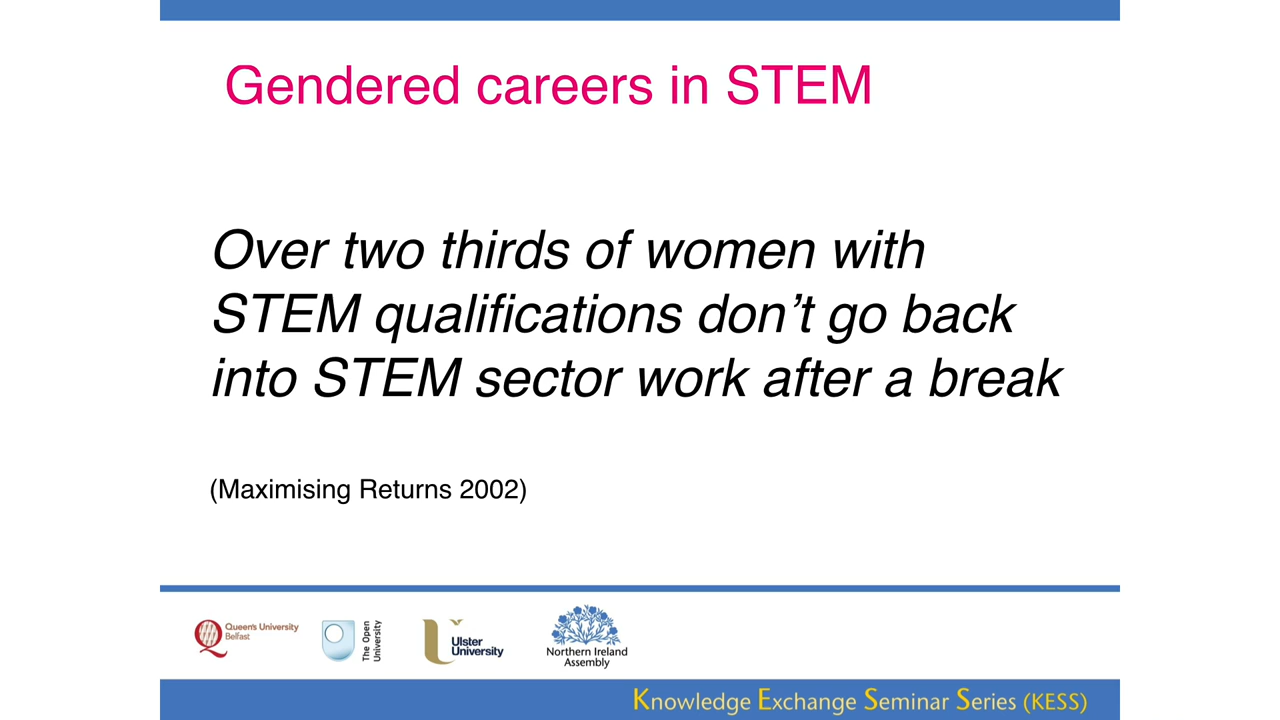 Gendered careers in STEM
Over two thirds of women with
STEM qualifications don’t go back
into STEM sector work after a break
(Maximising Returns 2002)
Queen's University
Belfast
The Open
University
Ulster
University
Northern Ireland
Assembly
Knowledge Exchange Seminar Series (KESS)